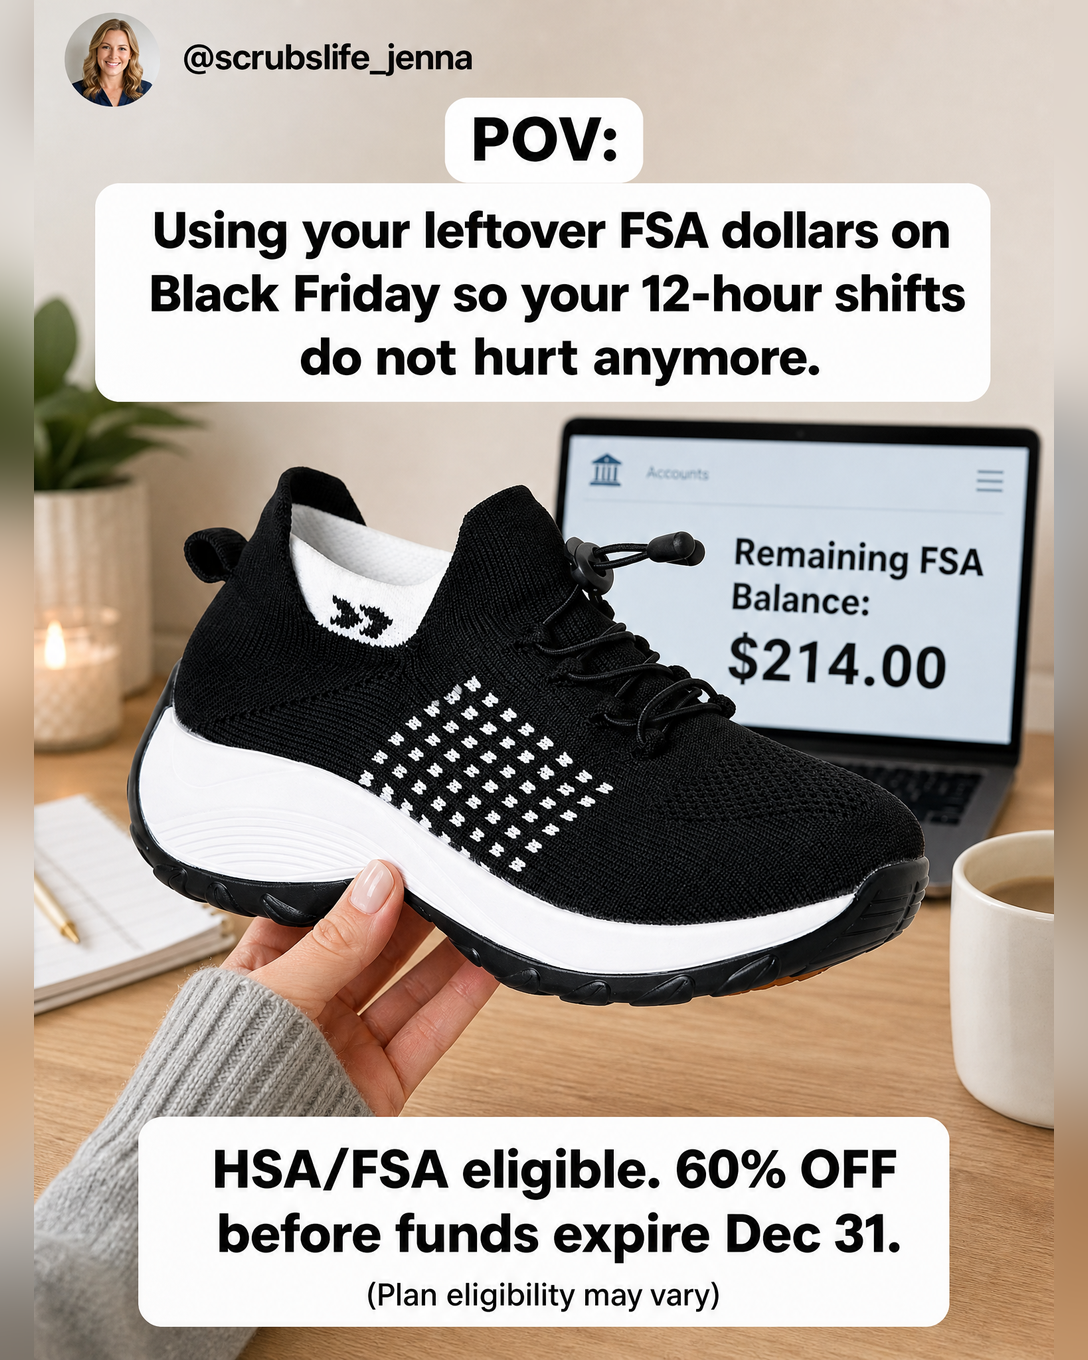 @scrubslife_jenna
POV:
Using your leftover FSA dollars on
Black Friday so your 12-hour shifts
do not hurt anymore.
Accounts
Remaining FSA
Balance:
$214.00
HSA/FSA eligible. 60% OFF
before funds expire Dec 31.
(Plan eligibility may vary)